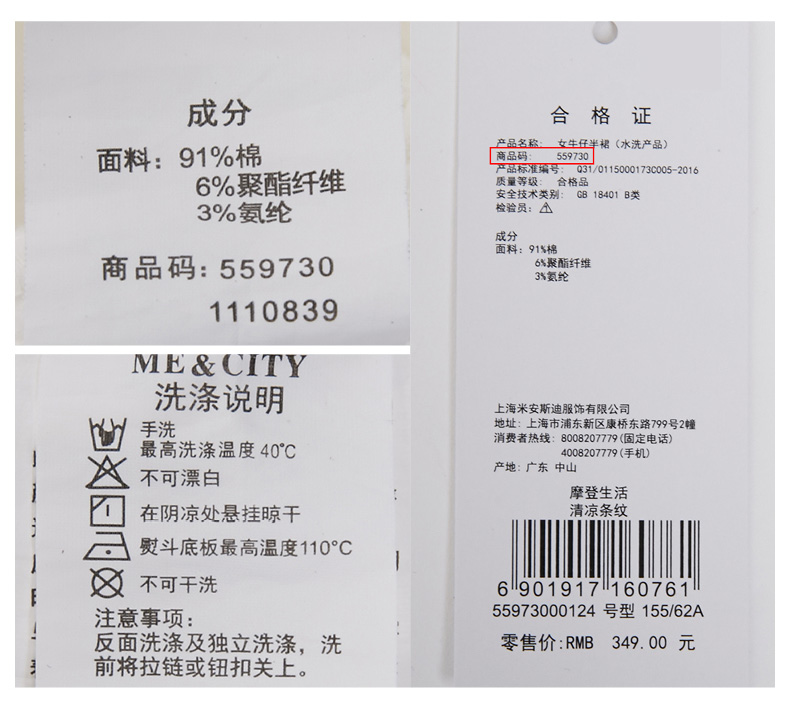 成分
面料: 91%棉
6%聚酯纤维
3%氨纶
商品码: 559730
1110839
ME & CITY
洗涤说明
手洗
最高洗涤温度 40℃
不可漂白
在阴凉处悬挂晾干
熨斗底板最高温度110℃
不可干洗
注意事项:
反面洗涤及独立洗涤, 洗
前将拉链或钮扣关上。
合格证
产品名称: 女牛仔半裙 (水洗产品)
商品码: 559730
产品标准编号: Q31/0115000173C005-2016
质量等级: 合格品
安全技术类别: GB 18401 B类
检验员:
成分
面料: 91%棉
6%聚酯纤维
3%氨纶
上海米安斯迪服饰有限公司
地址: 上海市浦东新区康桥东路799号2幢
消费者热线: 8008207779(固定电话)
4008207779(手机)
产地: 广东 中山
摩登生活
清凉条纹
6 901917 160761
55973000124 号型 155/62A
零售价:RMB 349.00 元